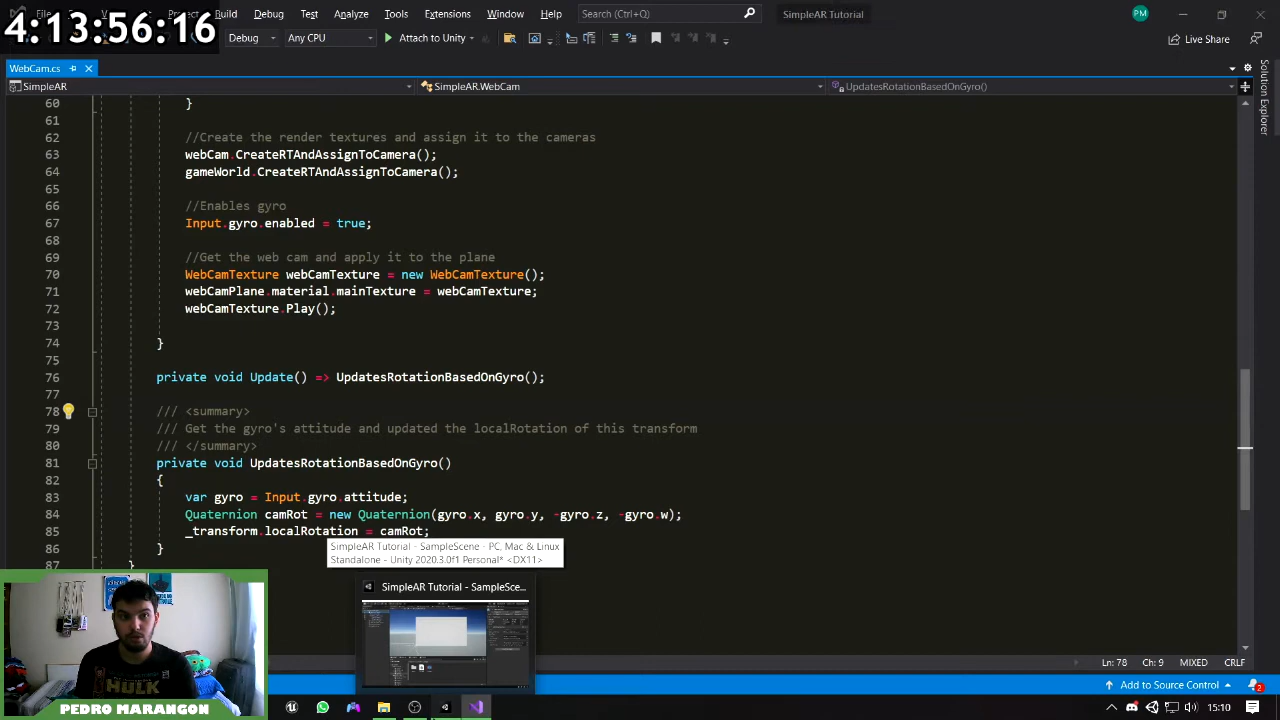 4:13:56:16
File
Project
Build
Debug
Test
Analyze
Tools
Extensions
Window
Help
Search (Ctrl+Q)
SimpleAR Tutorial
PM
Debug
Any CPU
Attach to Unity
Live Share
WebCam.cs
SimpleAR
SimpleAR.WebCam
UpdatesRotationBasedOnGyro()
Solution Explorer
60 }
61
62 //Create the render textures and assign it to the cameras
63 webCam.CreateRTAndAssignToCamera();
64 gameWorld.CreateRTAndAssignToCamera();
65
66 //Enables gyro
67 Input.gyro.enabled = true;
68
69 //Get the web cam and apply it to the plane
70 WebCamTexture webCamTexture = new WebCamTexture();
71 webCamPlane.material.mainTexture = webCamTexture;
72 webCamTexture.Play();
73
74 }
75
76 private void Update() => UpdatesRotationBasedOnGyro();
77
78 /// <summary>
79 /// Get the gyro's attitude and updated the localRotation of this transform
80 /// </summary>
81 private void UpdatesRotationBasedOnGyro()
82 {
83 var gyro = Input.gyro.attitude;
84 Quaternion camRot = new Quaternion(gyro.x, gyro.y, -gyro.z, -gyro.w);
85 _transform.localRotation = camRot;
86 }
87 }
SimpleAR Tutorial - SampleScene - PC, Mac & Linux
Standalone - Unity 2020.3.0f1 Personal* <DX11>
SimpleAR Tutorial - SampleSce...
Ch: 9
MIXED
CRLF
Add to Source Control
2
HULK
PEDRO MARANGON
15:10